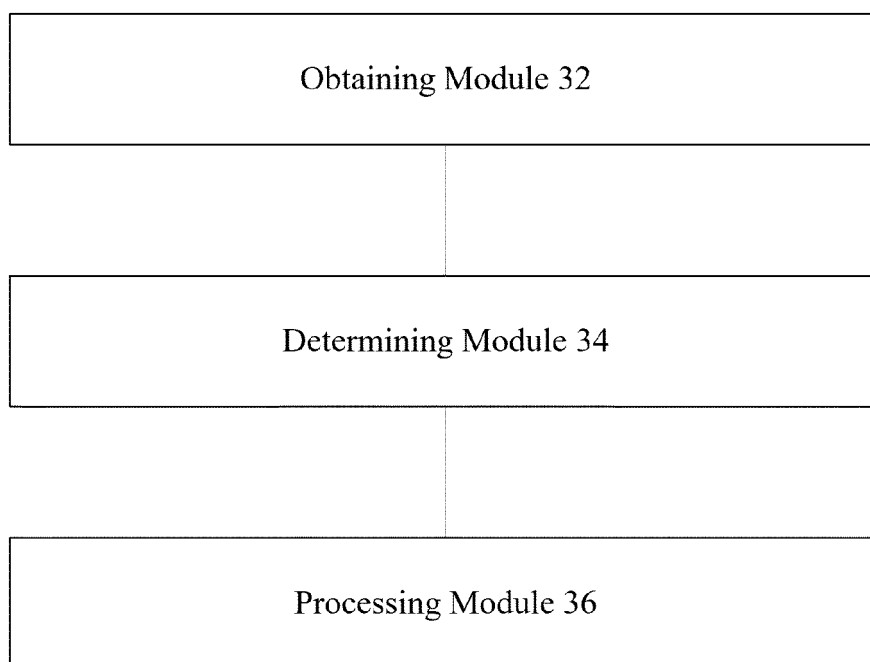 Obtaining Module 32
Determining Module 34
Processing Module 36